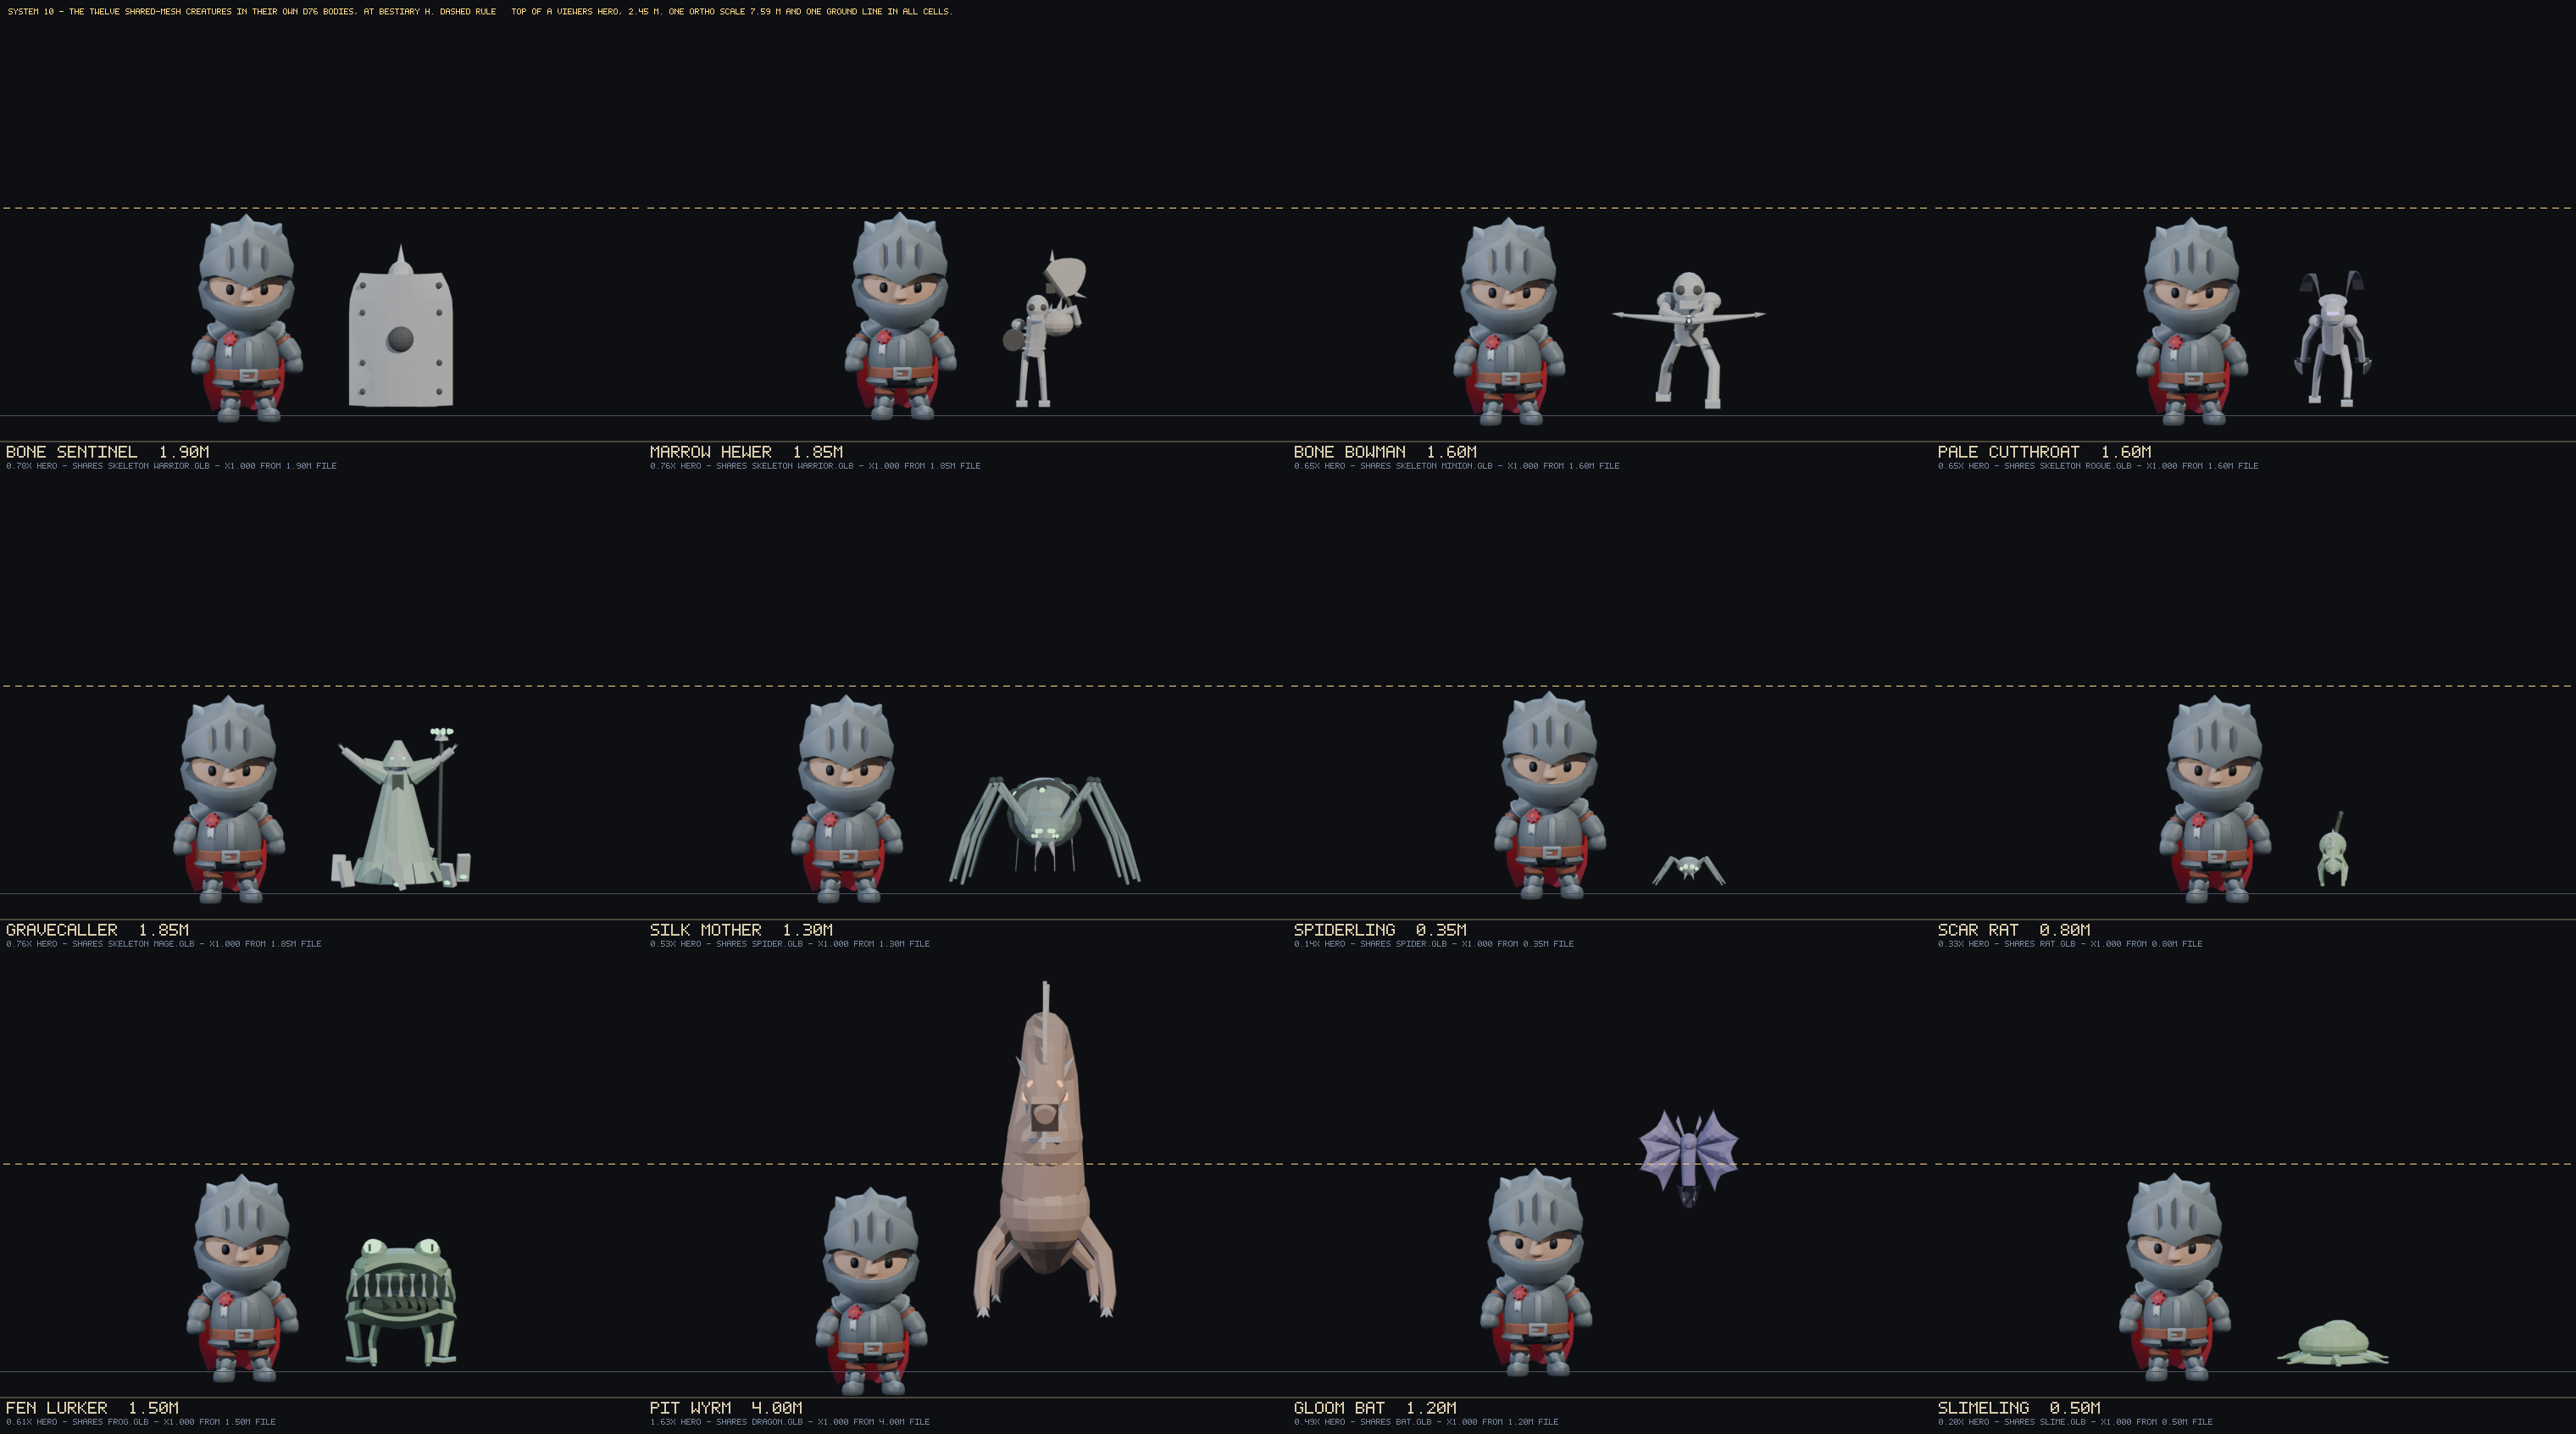 SYSTEM 10 - THE TWELVE SHARED-MESH CREATURES IN THEIR OWN D76 BODIES, AT BESTIARY H. DASHED RULE   TOP OF A VIEWERS HERO, 2.45 M. ONE ORTHO SCALE 7.59 M AND ONE GROUND LINE IN ALL CELLS.
BONE SENTINEL 1.90M
0.78X HERO - SHARES SKELETON WARRIOR.GLB - X1.000 FROM 1.90M FILE
MARROW HEWER 1.85M
0.76X HERO - SHARES SKELETON WARRIOR.GLB - X1.000 FROM 1.85M FILE
BONE BOWMAN 1.60M
0.65X HERO - SHARES SKELETON MINION.GLB - X1.000 FROM 1.60M FILE
PALE CUTTHROAT 1.60M
0.65X HERO - SHARES SKELETON ROGUE.GLB - X1.000 FROM 1.60M FILE
GRAVECALLER 1.85M
0.76X HERO - SHARES SKELETON MAGE.GLB - X1.000 FROM 1.85M FILE
SILK MOTHER 1.30M
0.53X HERO - SHARES SPIDER.GLB - X1.000 FROM 1.30M FILE
SPIDERLING 0.35M
0.14X HERO - SHARES SPIDER.GLB - X1.000 FROM 0.35M FILE
SCAR RAT 0.80M
0.33X HERO - SHARES RAT.GLB - X1.000 FROM 0.80M FILE
FEN LURKER 1.50M
0.61X HERO - SHARES FROG.GLB - X1.000 FROM 1.50M FILE
PIT WYRM 4.00M
1.63X HERO - SHARES DRAGON.GLB - X1.000 FROM 4.00M FILE
GLOOM BAT 1.20M
0.49X HERO - SHARES BAT.GLB - X1.000 FROM 1.20M FILE
SLIMELING 0.50M
0.20X HERO - SHARES SLIME.GLB - X1.000 FROM 0.50M FILE